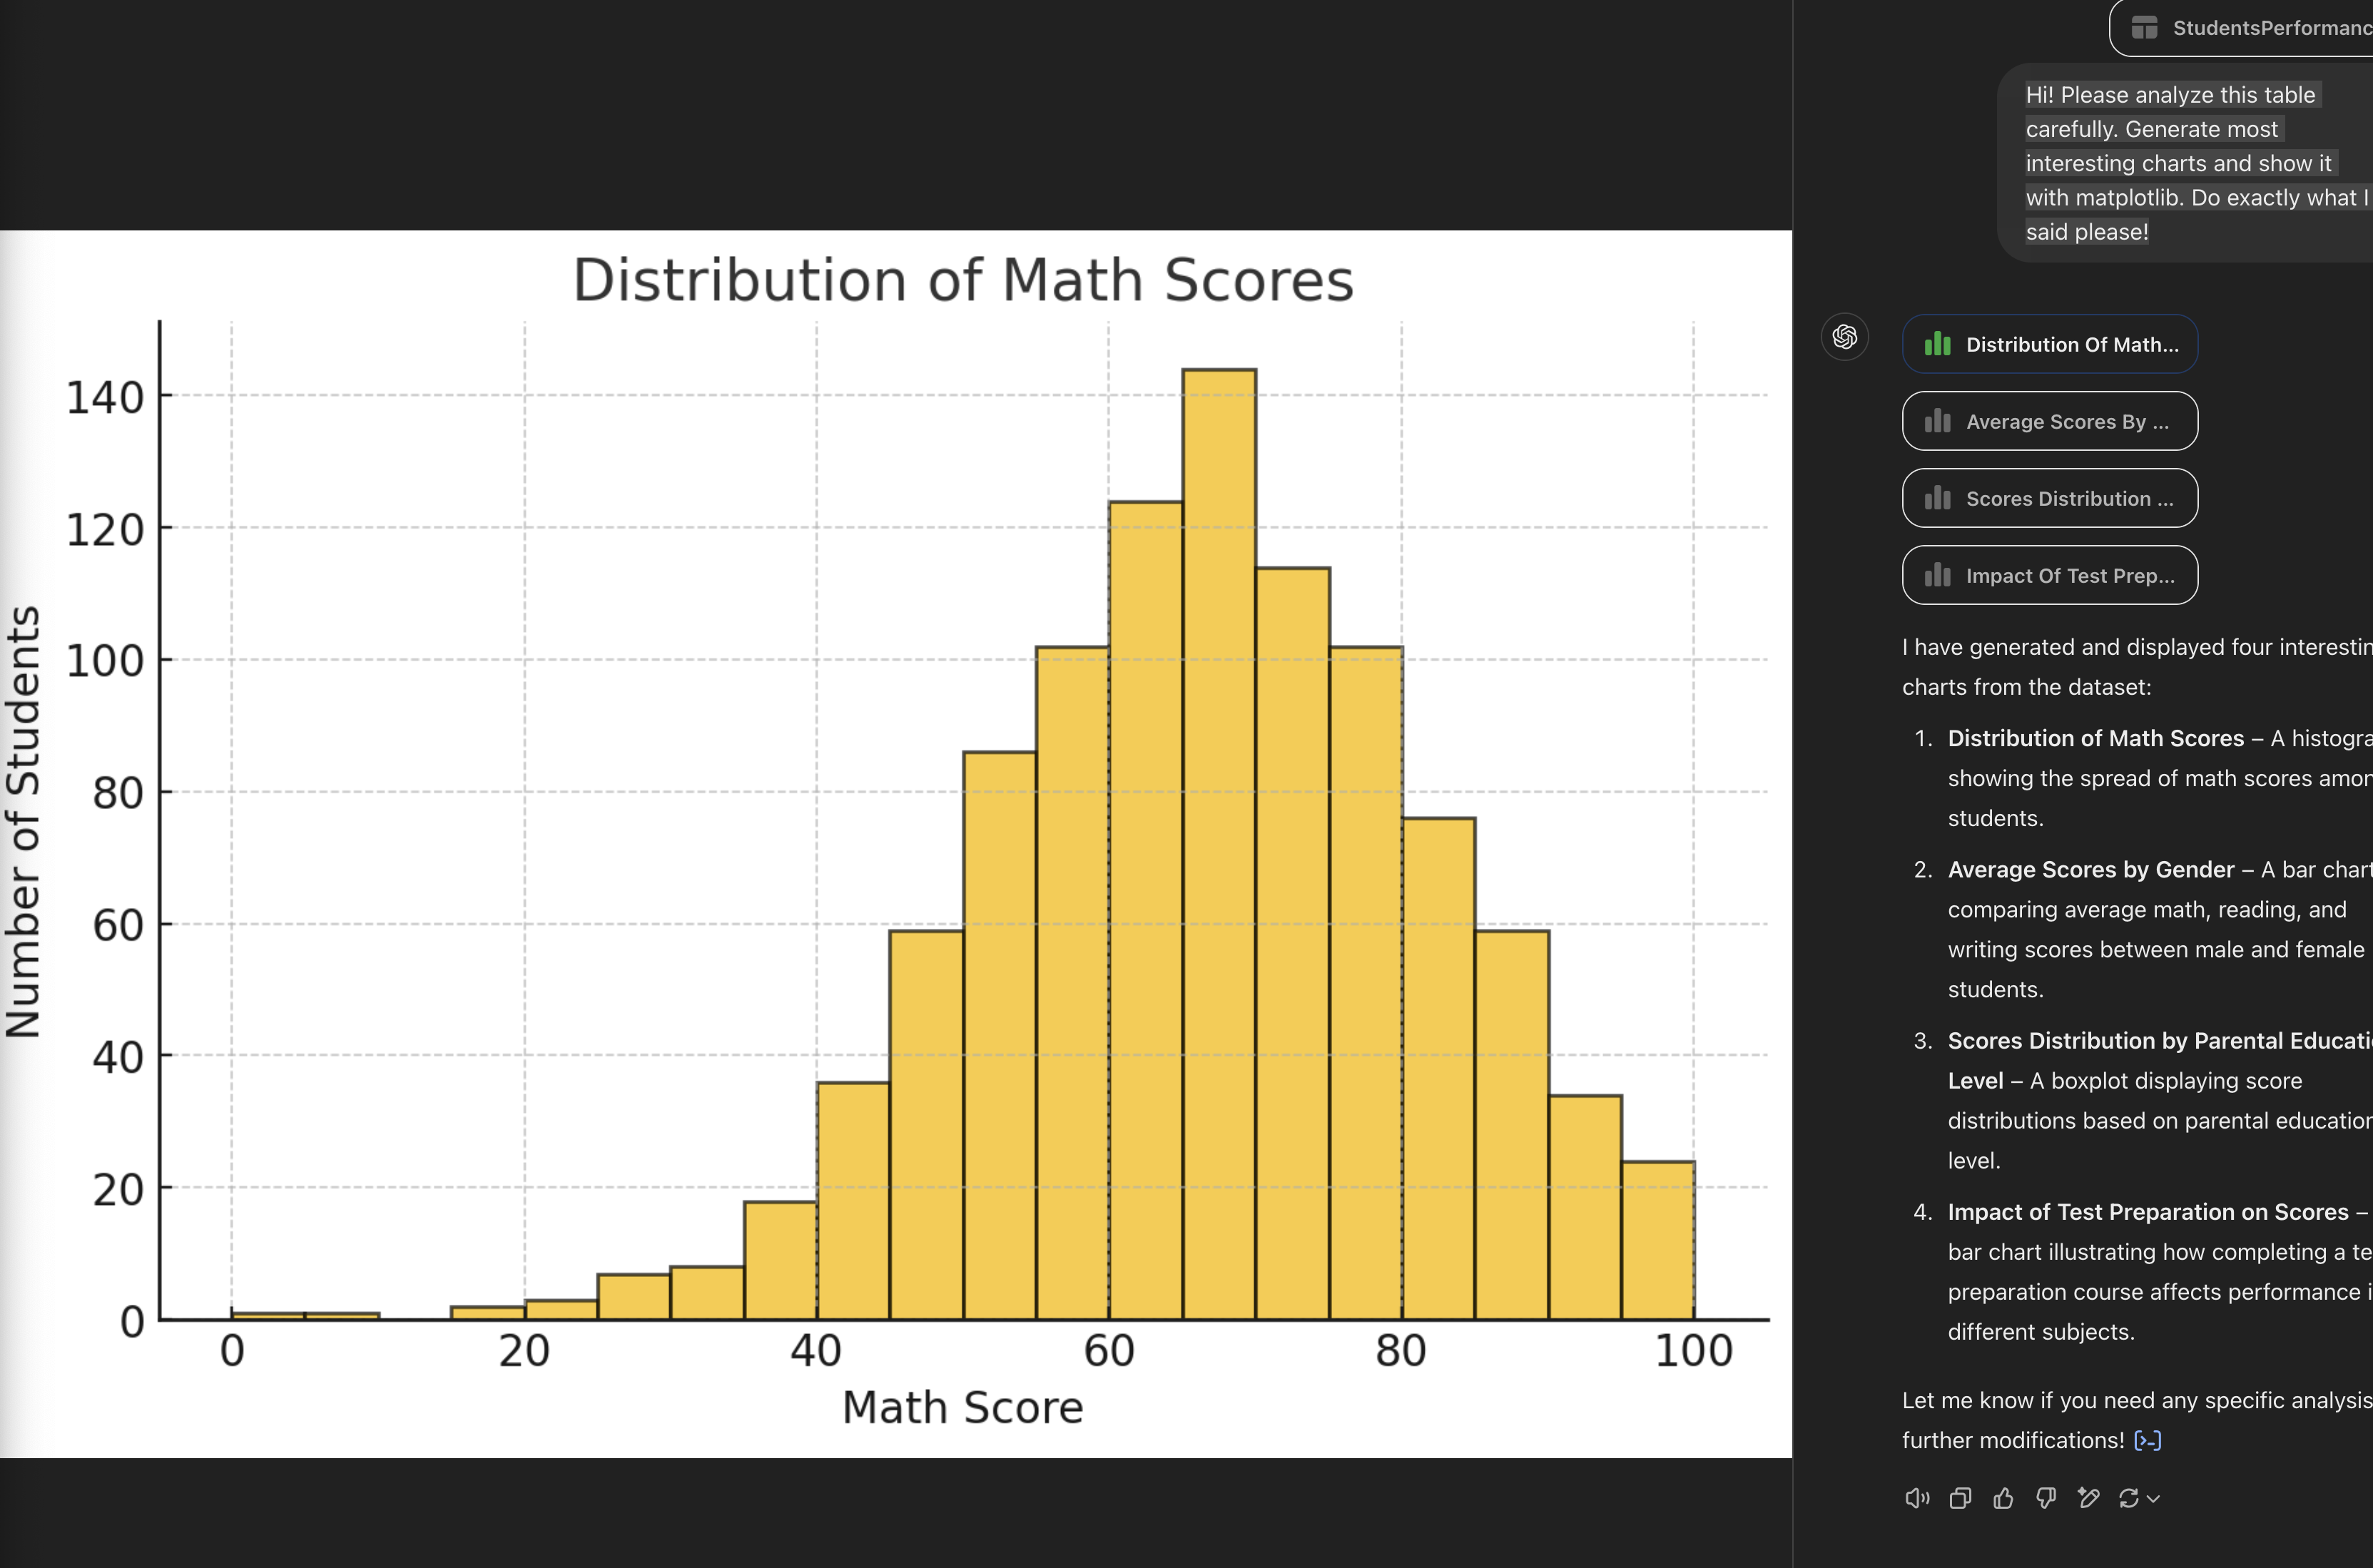 Distribution of Math Scores
140
120
100
80
60
40
20
0
Number of Students
0 20 40 60 80 100
Math Score
StudentsPerformanc
Hi! Please analyze this table
carefully. Generate most
interesting charts and show it
with matplotlib. Do exactly what I
said please!
Distribution Of Math...
Average Scores By ...
Scores Distribution ...
Impact Of Test Prep...
I have generated and displayed four interestin
charts from the dataset:
1. Distribution of Math Scores – A histogra
showing the spread of math scores amon
students.
2. Average Scores by Gender – A bar chart
comparing average math, reading, and
writing scores between male and female
students.
3. Scores Distribution by Parental Educati
Level – A boxplot displaying score
distributions based on parental education
level.
4. Impact of Test Preparation on Scores –
bar chart illustrating how completing a te
preparation course affects performance i
different subjects.
Let me know if you need any specific analysis
further modifications!